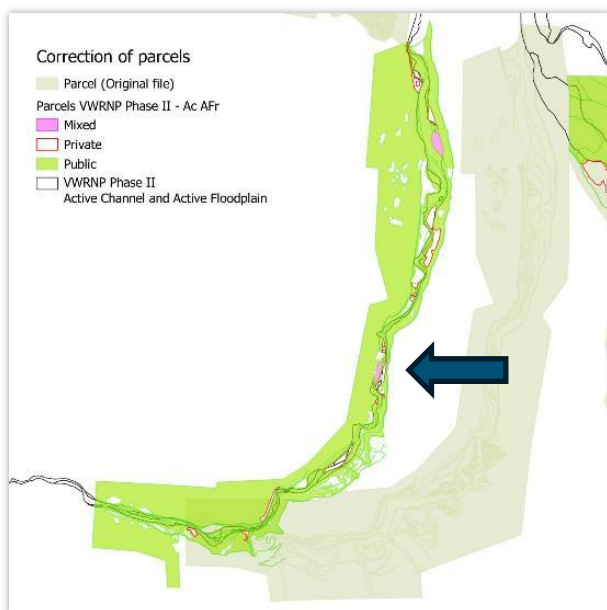 Correction of parcels
Parcel (Original file)
Parcels VWRNP Phase II - Ac AFr
Mixed
Private
Public
VWRNP Phase II
Active Channel and Active Floodplain